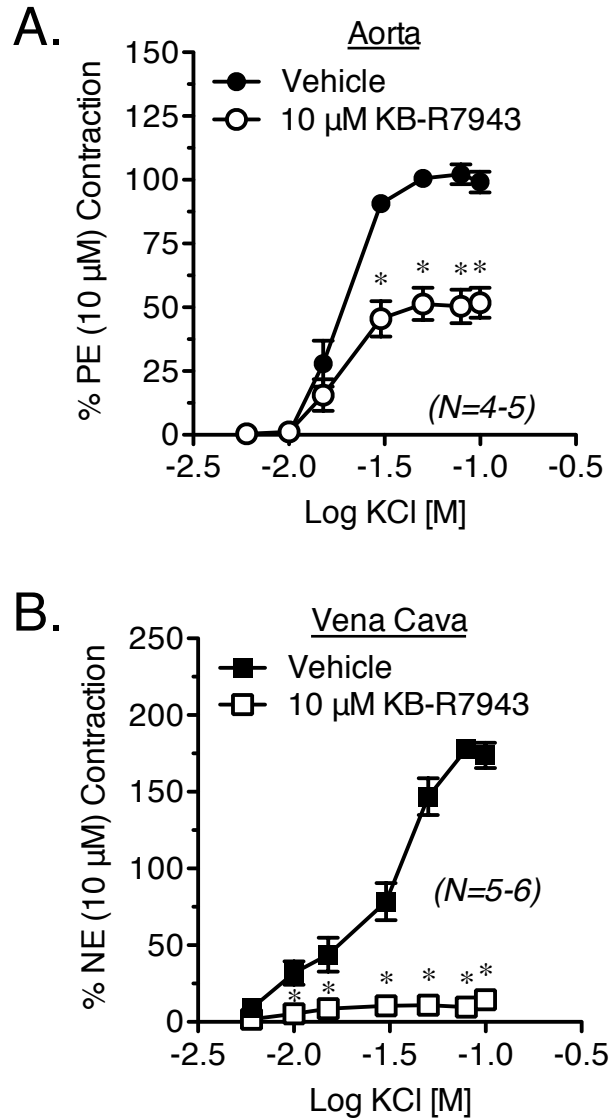 A.
Aorta
Vehicle
10 µM KB-R7943
% PE (10 µM) Contraction
150
125
100
75
50
25
0
* * * *
(N=4-5)
-2.5 -2.0 -1.5 -1.0 -0.5
Log KCl [M]
B.
Vena Cava
Vehicle
10 µM KB-R7943
% NE (10 µM) Contraction
250
200
150
100
50
0
(N=5-6)
* * * * * *
-2.5 -2.0 -1.5 -1.0 -0.5
Log KCl [M]